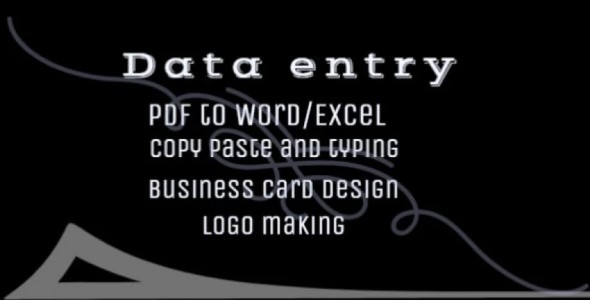 Data entry
PDF to Word/Excel
copy paste and typing
Business card design
Logo making